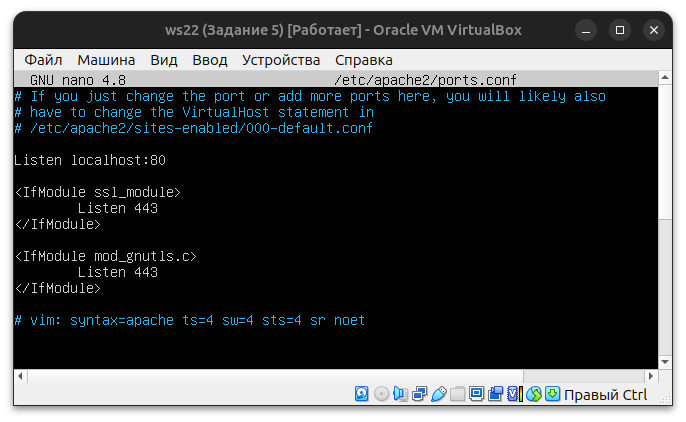 ws22 (Задание 5) [Работает] - Oracle VM VirtualBox
Файл Машина Вид Ввод Устройства Справка
GNU nano 4.8 /etc/apache2/ports.conf
# If you just change the port or add more ports here, you will likely also
# have to change the VirtualHost statement in
# /etc/apache2/sites-enabled/000-default.conf
Listen localhost:80
<IfModule ssl_module>
Listen 443
</IfModule>
<IfModule mod_gnutls.c>
Listen 443
</IfModule>
# vim: syntax=apache ts=4 sw=4 sts=4 sr noet
Правый Ctrl